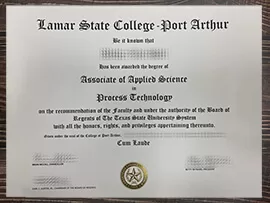 Lamar State College-Port Arthur
Be it known that
Has been awarded the degree of
Associate of Applied Science
in
Process Technology
on the recommendation of the Faculty and under the authority of the Board of
Regents of The Texas State University System
with all the honors, rights, and privileges appertaining thereunto.
Given under the seal of the College at Port Arthur,
Cum Laude